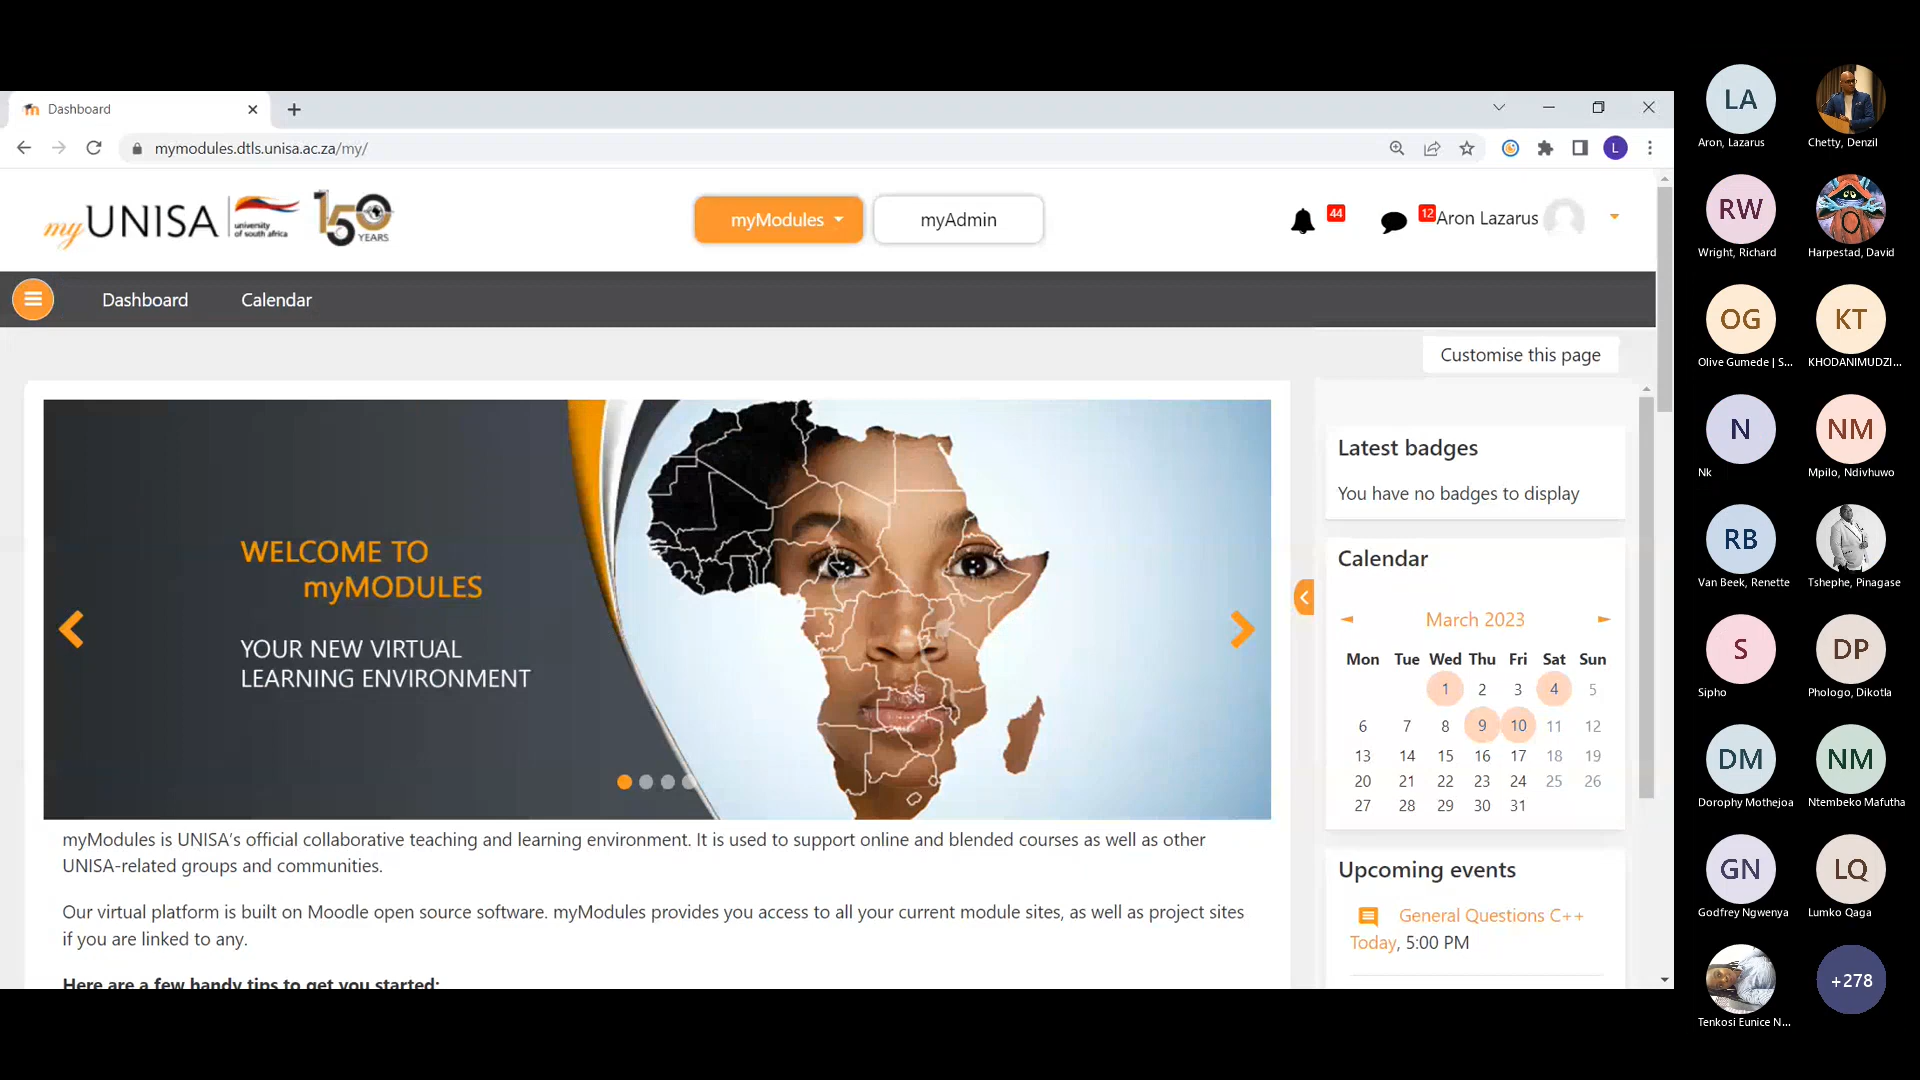 Dashboard
mymodules.dtls.unisa.ac.za/my/
L
my UNISA
university
of south africa
150
YEARS
myModules
myAdmin
44
12
Aron Lazarus
Dashboard
Calendar
Customise this page
WELCOME TO
myMODULES
YOUR NEW VIRTUAL
LEARNING ENVIRONMENT
myModules is UNISA's official collaborative teaching and learning environment. It is used to support online and blended courses as well as other
UNISA-related groups and communities.
Our virtual platform is built on Moodle open source software. myModules provides you access to all your current module sites, as well as project sites
if you are linked to any.
Here are a few handy tips to get you started:
Latest badges
You have no badges to display
Calendar
March 2023
Mon Tue Wed Thu Fri Sat Sun
1 2 3 4 5
6 7 8 9 10 11 12
13 14 15 16 17 18 19
20 21 22 23 24 25 26
27 28 29 30 31
Upcoming events
General Questions C++
Today, 5:00 PM
LA
Aron, Lazarus
Chetty, Denzil
RW
Wright, Richard
Harpestad, David
OG
Olive Gumede | S...
KT
KHODANIMUDZI...
N
Nk
NM
Mpilo, Ndivhuwo
RB
Van Beek, Renette
Tshephe, Pinagase
S
Sipho
DP
Phologo, Dikotla
DM
Dorophy Mothejoa
NM
Ntembeko Mafutha
GN
Godfrey Ngwenya
LQ
Lumko Qaga
Tenkosi Eunice N...
+278